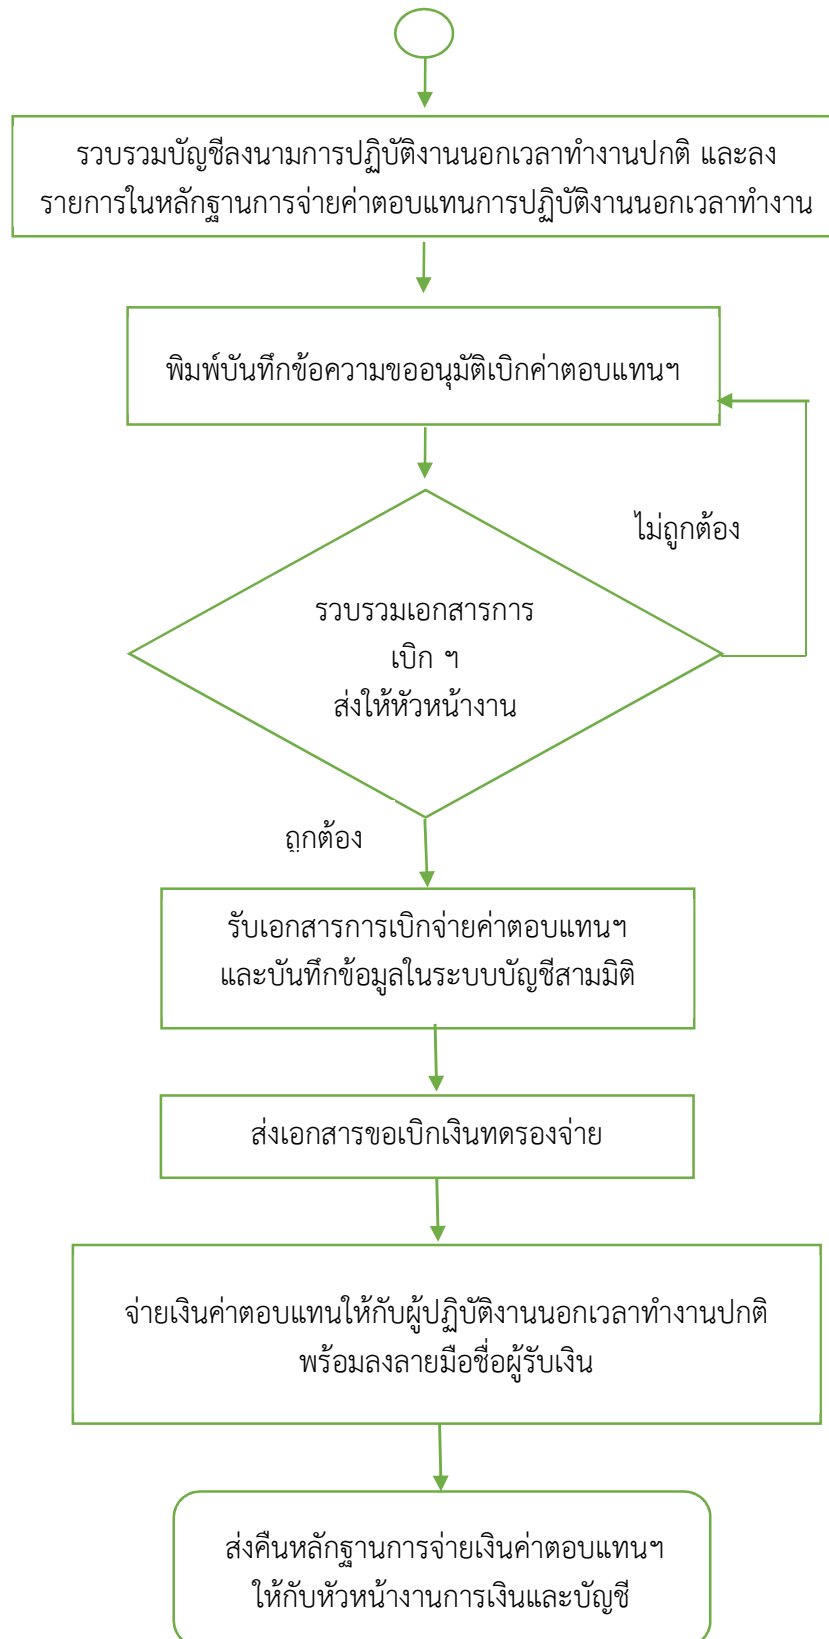 รวบรวมบัญชีลงนามการปฏิบัติงานนอกเวลาทำงานปกติ และลง
รายการในหลักฐานการจ่ายค่าตอบแทนการปฏิบัติงานนอกเวลาทำงาน
พิมพ์บันทึกข้อความขออนุมัติเบิกค่าตอบแทนฯ
ไม่ถูกต้อง
รวบรวมเอกสารการ
เบิก ฯ
ส่งให้หัวหน้างาน
ถูกต้อง
รับเอกสารการเบิกจ่ายค่าตอบแทนฯ
และบันทึกข้อมูลในระบบบัญชีสามมิติ
ส่งเอกสารขอเบิกเงินทดรองจ่าย
จ่ายเงินค่าตอบแทนให้กับผู้ปฏิบัติงานนอกเวลาทำงานปกติ
พร้อมลงลายมือชื่อผู้รับเงิน
ส่งคืนหลักฐานการจ่ายเงินค่าตอบแทนฯ
ให้กับหัวหน้างานการเงินและบัญชี